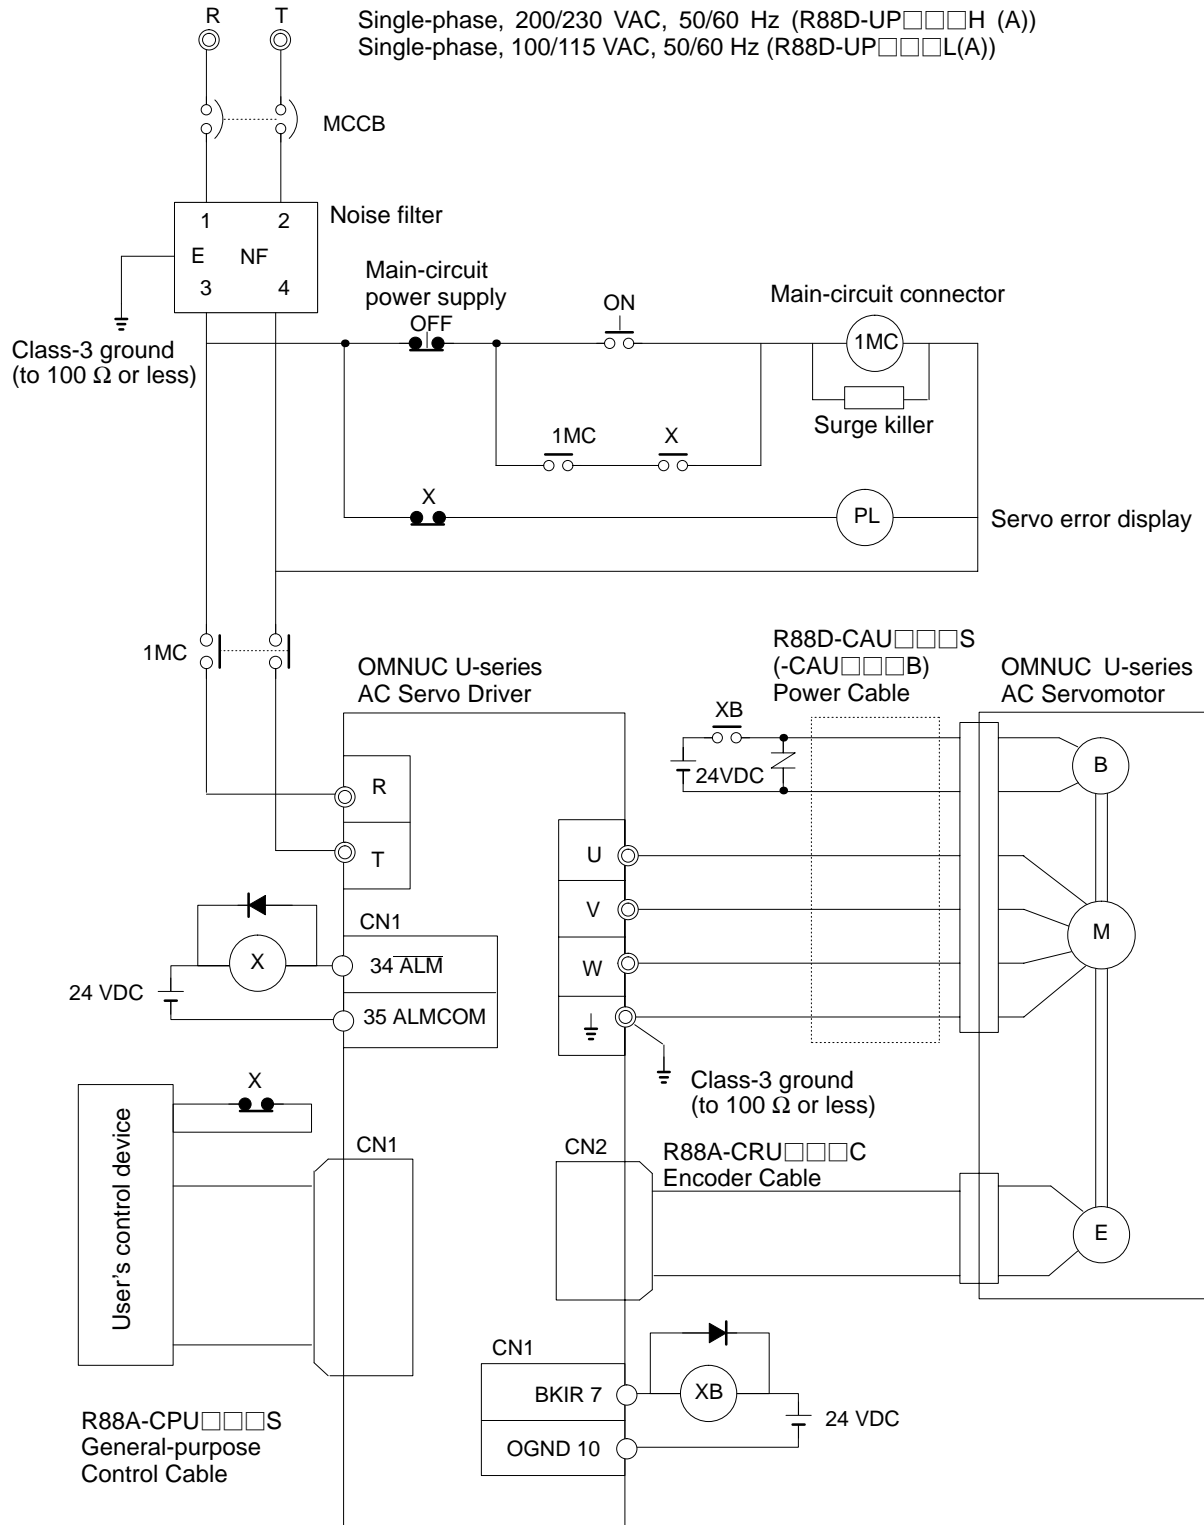 R T Single-phase, 200/230 VAC, 50/60 Hz (R88D-UP□□□H (A))
Single-phase, 100/115 VAC, 50/60 Hz (R88D-UP□□□L(A))
MCCB
1 2 Noise filter
E NF
3 4
Main-circuit
power supply
OFF
ON
Main-circuit connector
1MC
Class-3 ground
(to 100 Ω or less)
Surge killer
1MC X
X
PL
Servo error display
1MC
OMNUC U-series
AC Servo Driver
R88D-CAU□□□S
(-CAU□□□B)
Power Cable
OMNUC U-series
AC Servomotor
XB
24VDC
B
R
T
U
V
W
M
CN1
X
34 ALM
24 VDC
35 ALMCOM
Class-3 ground
(to 100 Ω or less)
X
User's control device
CN1
CN2
R88A-CRU□□□C
Encoder Cable
E
CN1
BKIR 7
XB
24 VDC
OGND 10
R88A-CPU□□□S
General-purpose
Control Cable